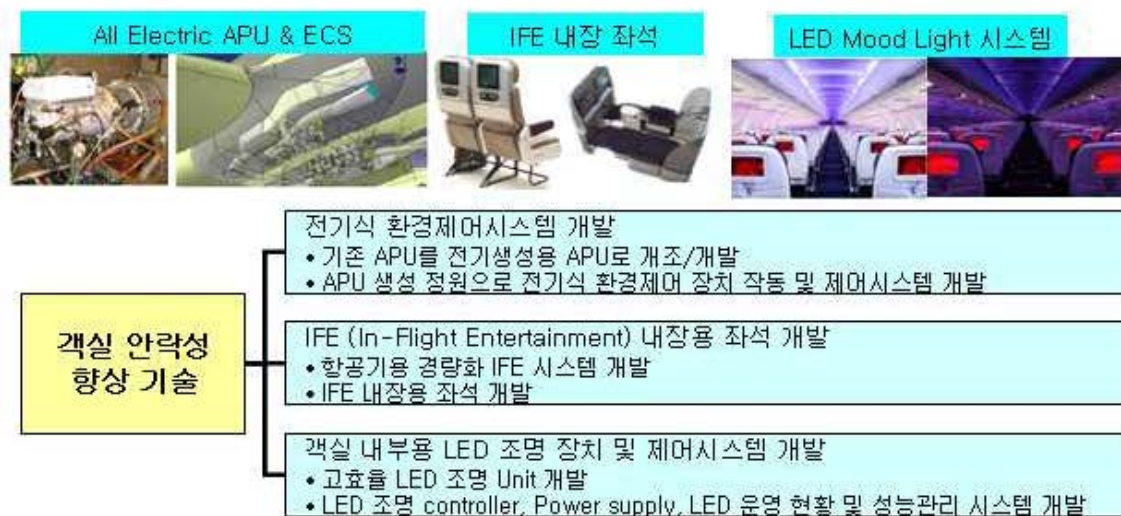 All Electric APU & ECS
IFE 내장 좌석
LED Mood Light 시스템
전기식 환경제어시스템 개발
• 기존 APU를 전기생성용 APU로 개조/개발
• APU 생성 정원으로 전기식 환경제어 장치 작동 및 제어시스템 개발
객실 안락성
향상 기술
IFE (In-Flight Entertainment) 내장용 좌석 개발
• 항공기용 경량화 IFE 시스템 개발
• IFE 내장용 좌석 개발
객실 내부용 LED 조명 장치 및 제어시스템 개발
• 고효율 LED 조명 Unit 개발
• LED 조명 controller, Power supply, LED 운영 현황 및 성능관리 시스템 개발